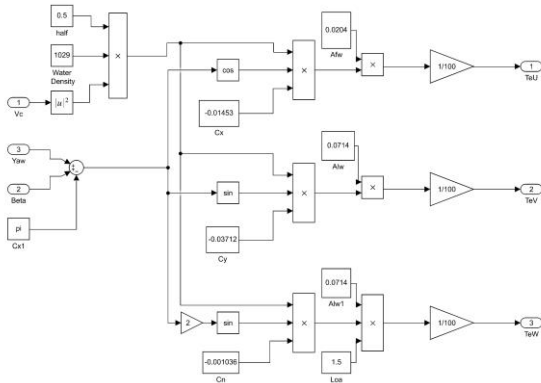 0.5
half
×
1029
Water
Density
1
Vc
|u|²
3
Yaw
2
Beta
pi
Cx1
cos
-0.01453
Cx
×
0.0204
Afw
×
1/100
1
TeU
sin
-0.03712
Cy
×
0.0714
Alw
×
1/100
2
TeV
2
sin
-0.001036
Cn
×
0.0714
Alw1
×
1.5
Loa
1/100
3
TeW